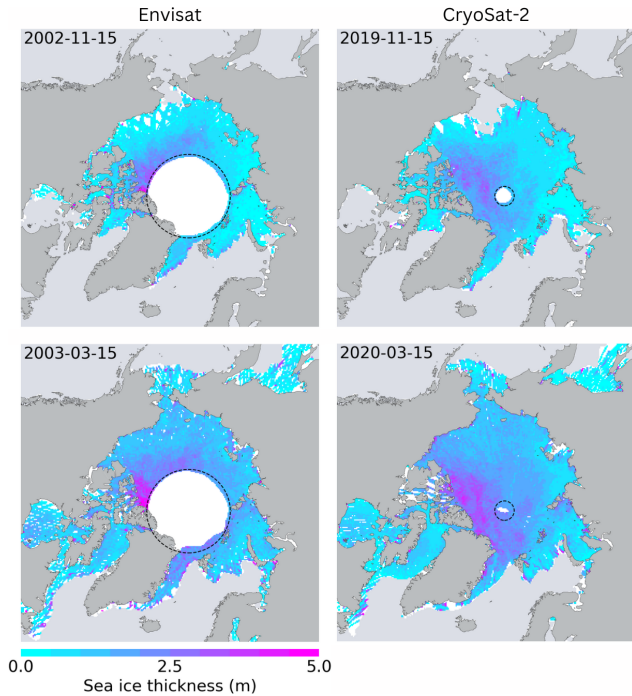 Envisat
CryoSat-2
2002-11-15
2019-11-15
2003-03-15
2020-03-15
0.0 2.5 5.0
Sea ice thickness (m)